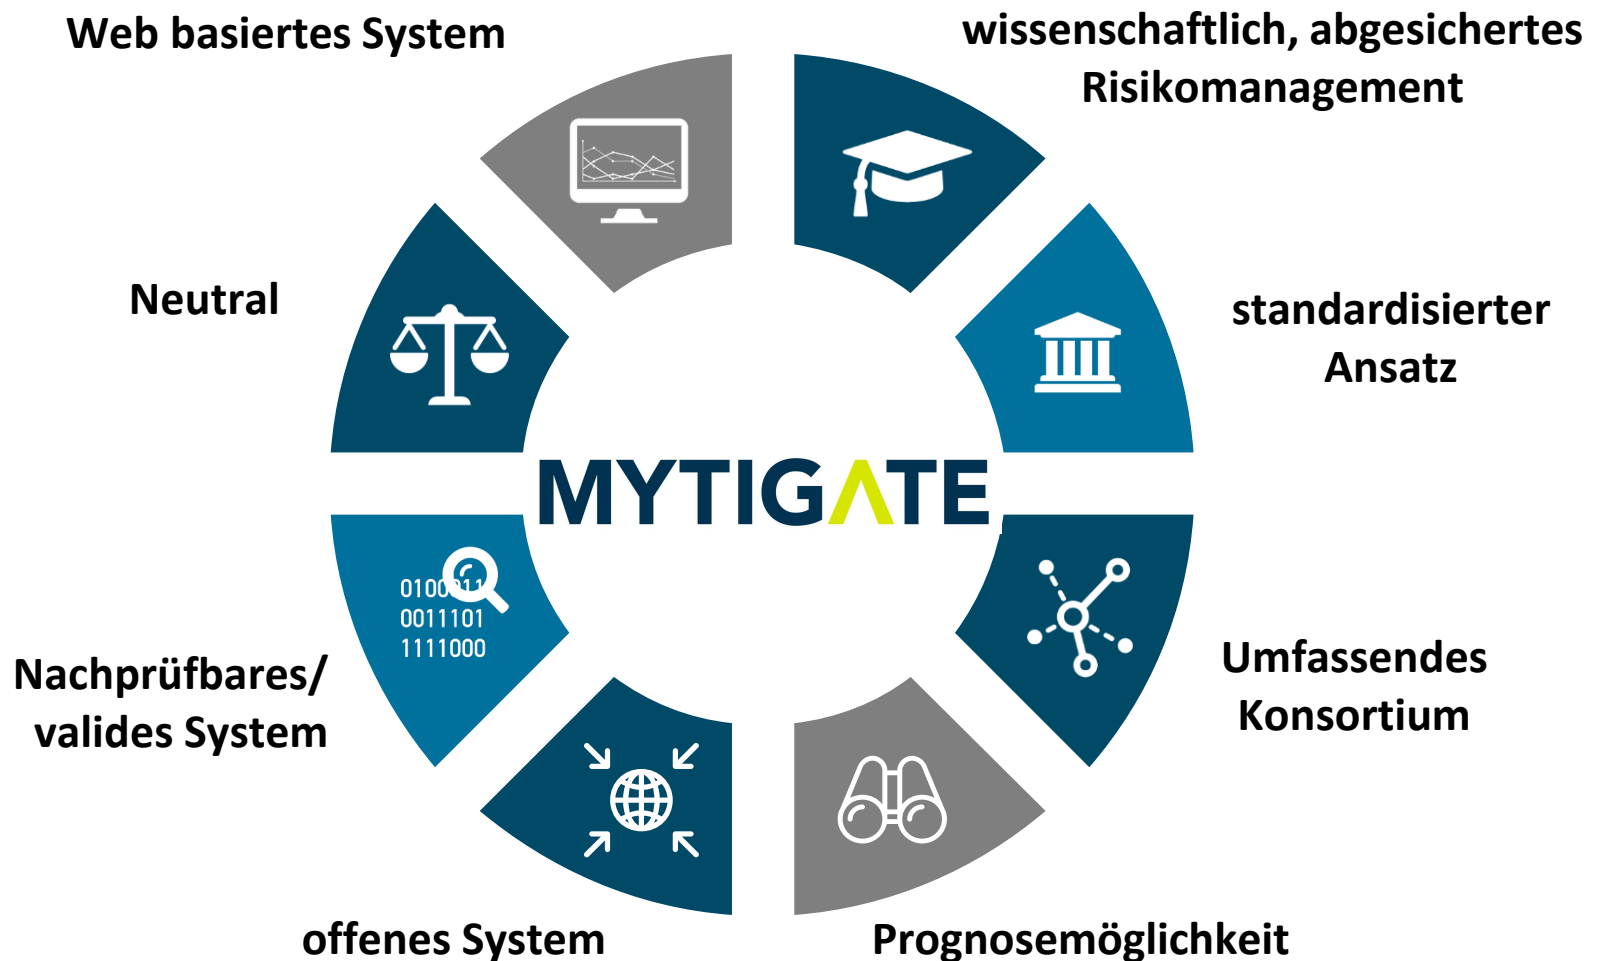 Web basiertes System
wissenschaftlich, abgesichertes
Risikomanagement
Neutral
standardisierter
Ansatz
MYTIGATE
0100011
0011101
1111000
Nachprüfbares/
valides System
Umfassendes
Konsortium
offenes System
Prognosemöglichkeit